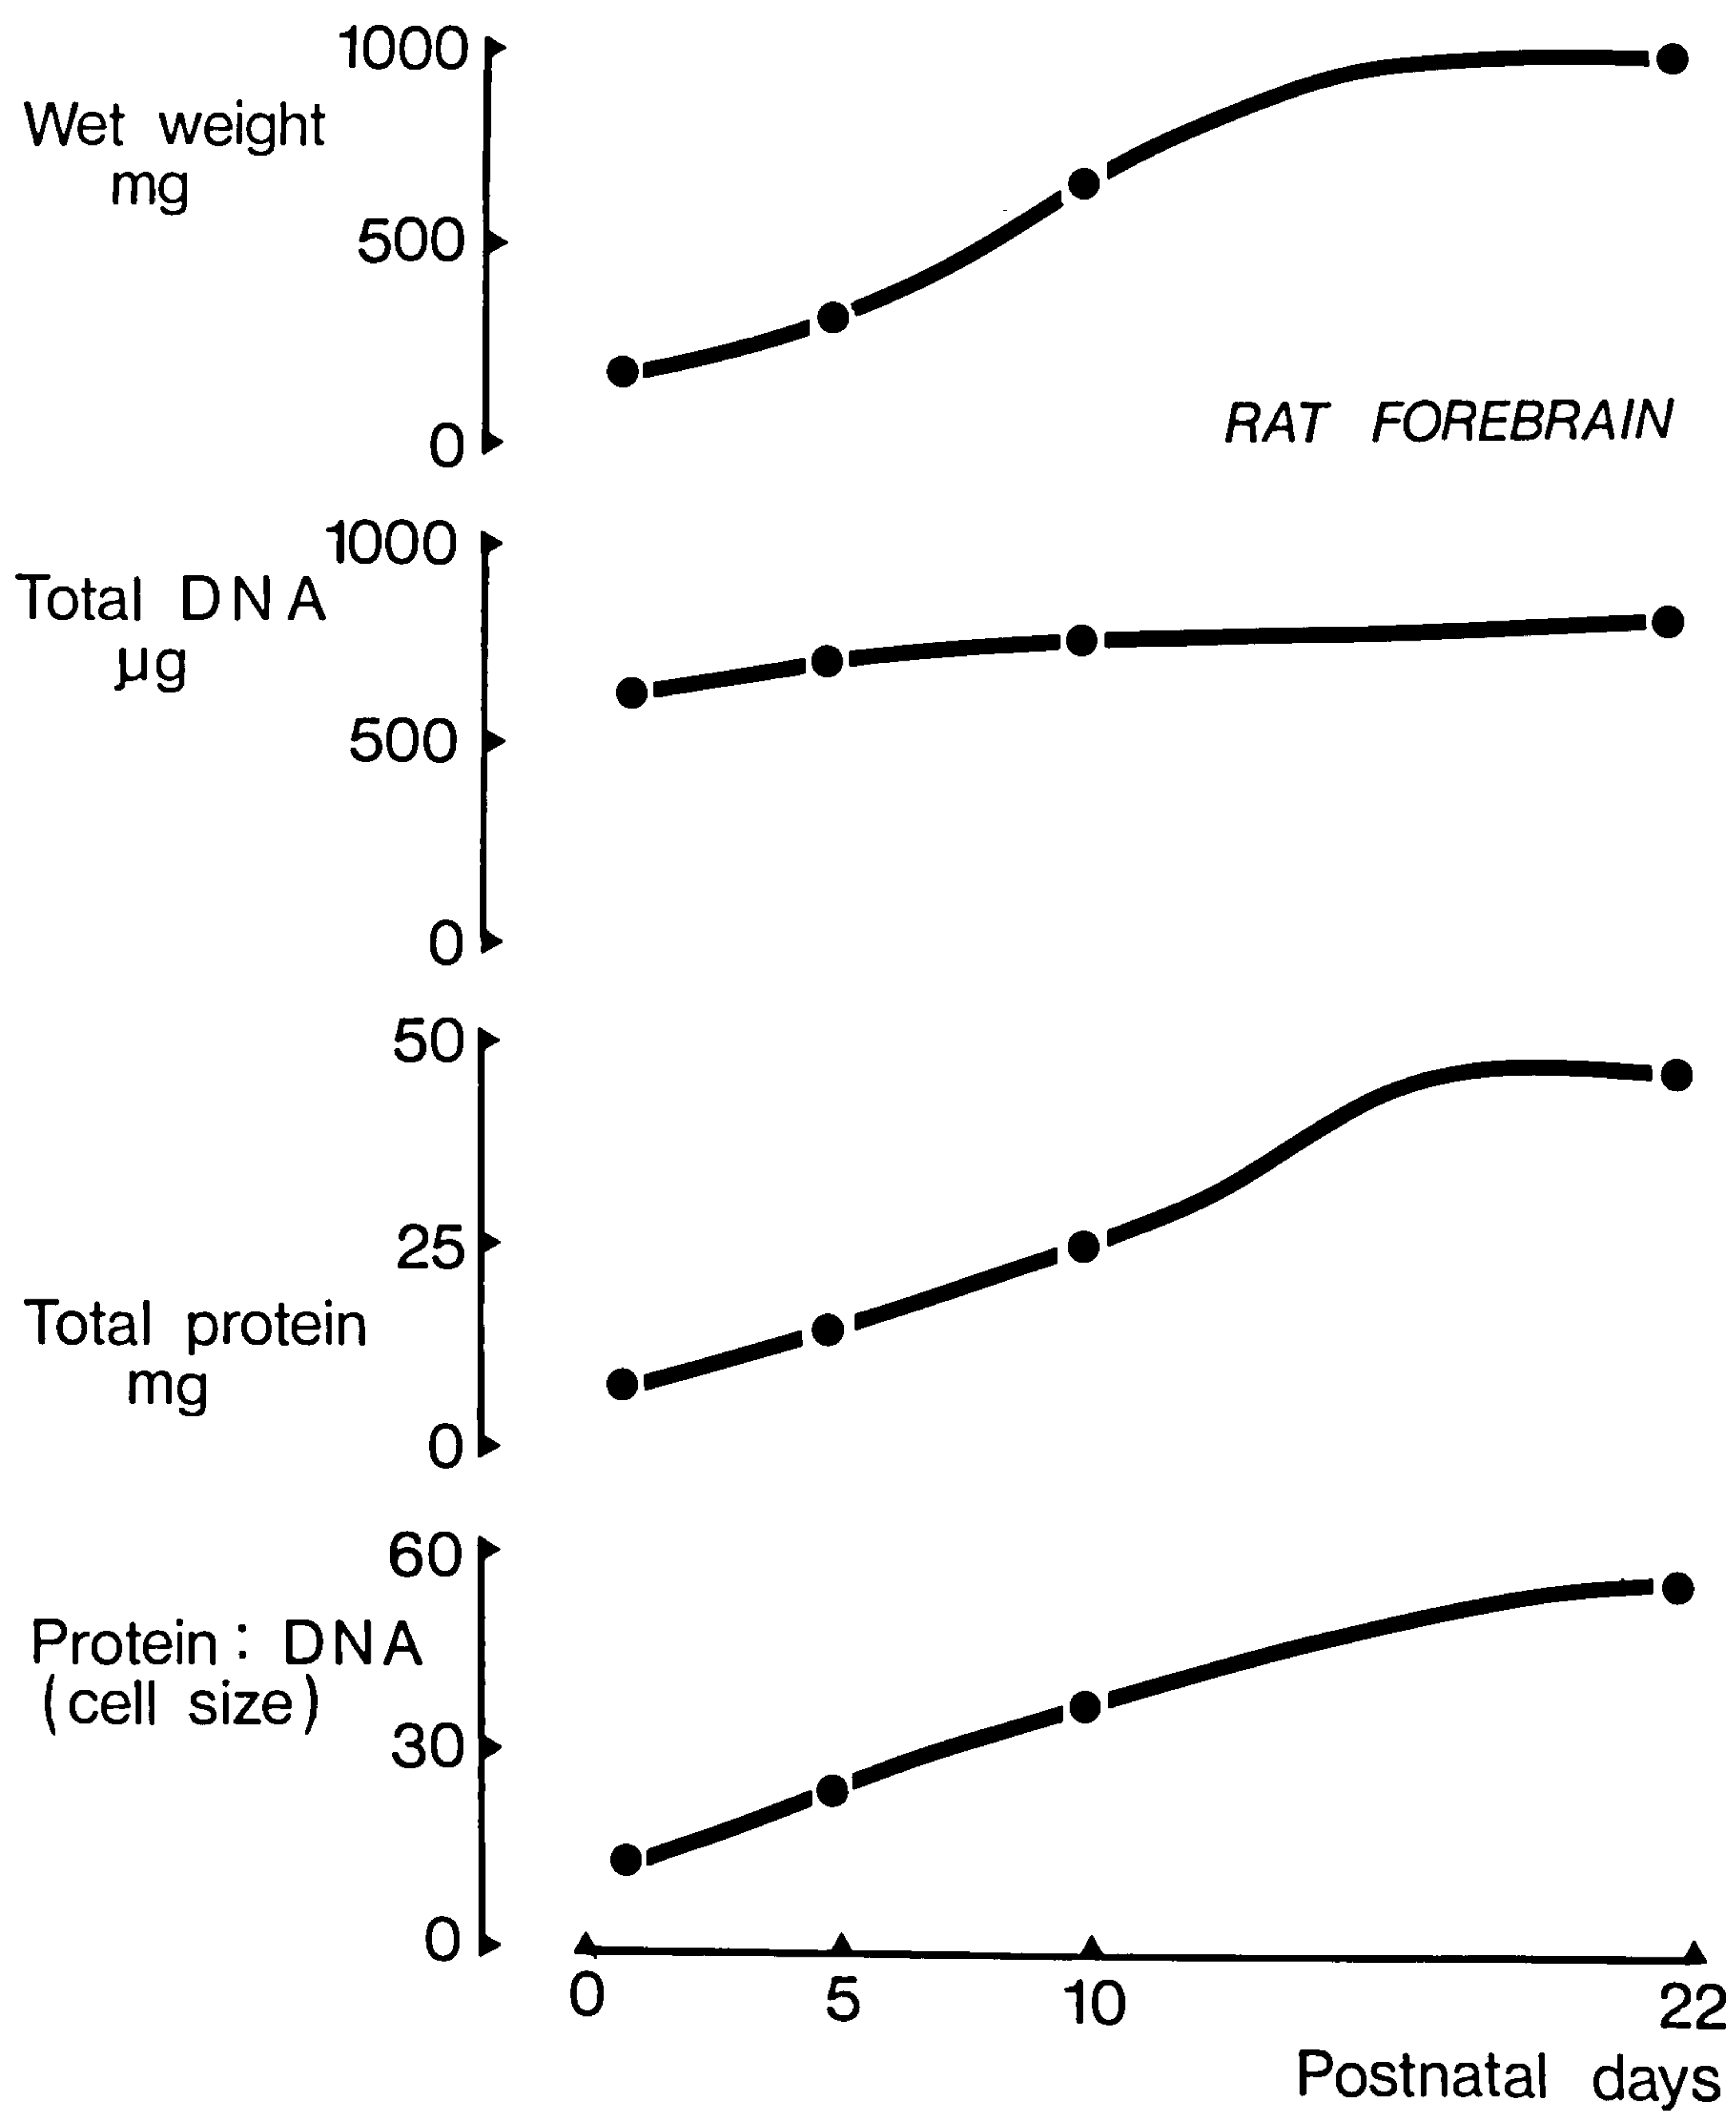 1000
Wet weight
mg
500
0
RAT FOREBRAIN
1000
Total DNA
µg
500
0
50
25
Total protein
mg
0
60
Protein : DNA
(cell size)
30
0
0 5 10 22
Postnatal days